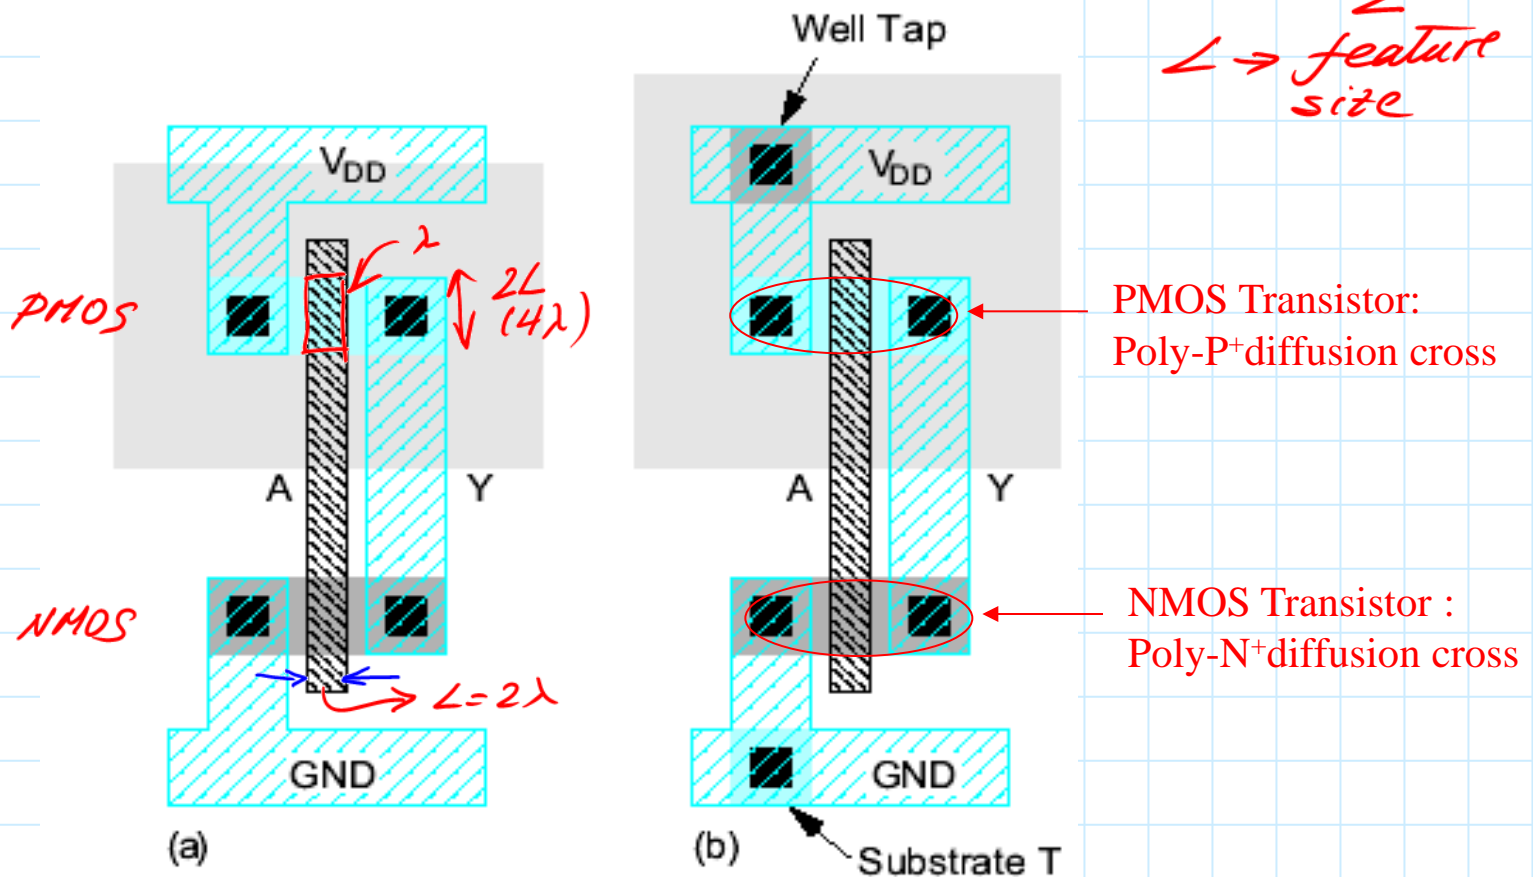 Well Tap
L → feature
size
VDD
VDD
λ
2L
(4λ)
PMOS
PMOS Transistor:
Poly-P+diffusion cross
A
Y
A
Y
NMOS
NMOS Transistor :
Poly-N+diffusion cross
L=2λ
GND
GND
(a)
(b)
Substrate T